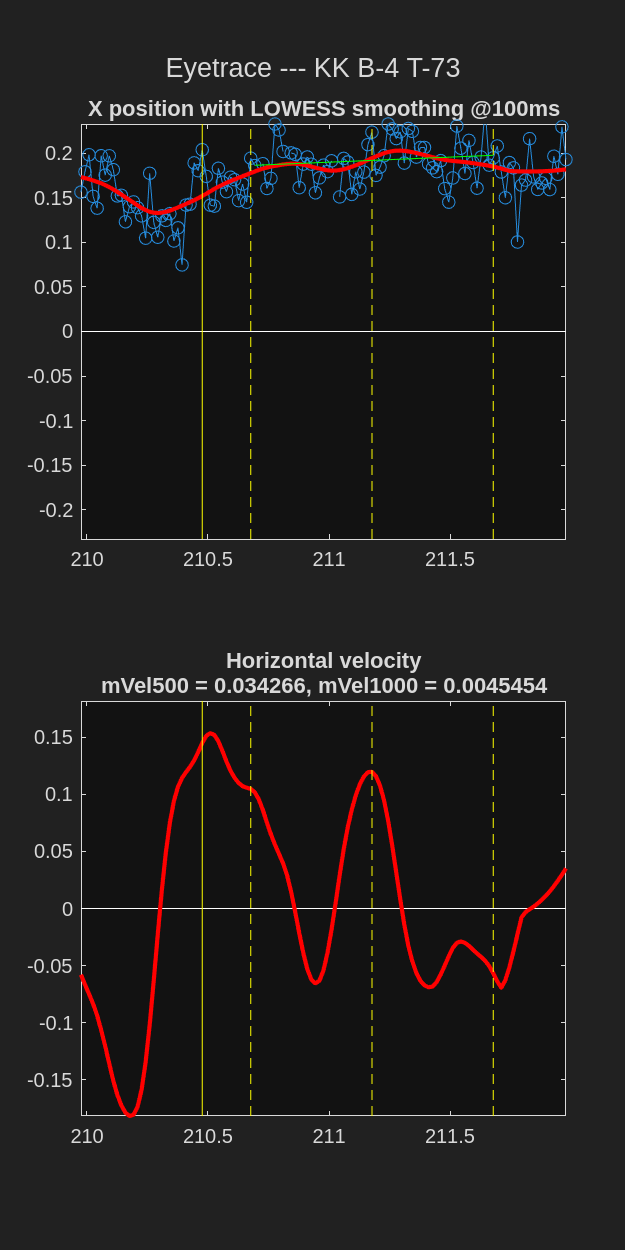 Eyetrace --- KK B-4 T-73
X position with LOWESS smoothing @100ms
0.2
0.15
0.1
0.05
0
-0.05
-0.1
-0.15
-0.2
210 210.5 211 211.5
Horizontal velocity
mVel500 = 0.034266, mVel1000 = 0.0045454
0.15
0.1
0.05
0
-0.05
-0.1
-0.15
210 210.5 211 211.5